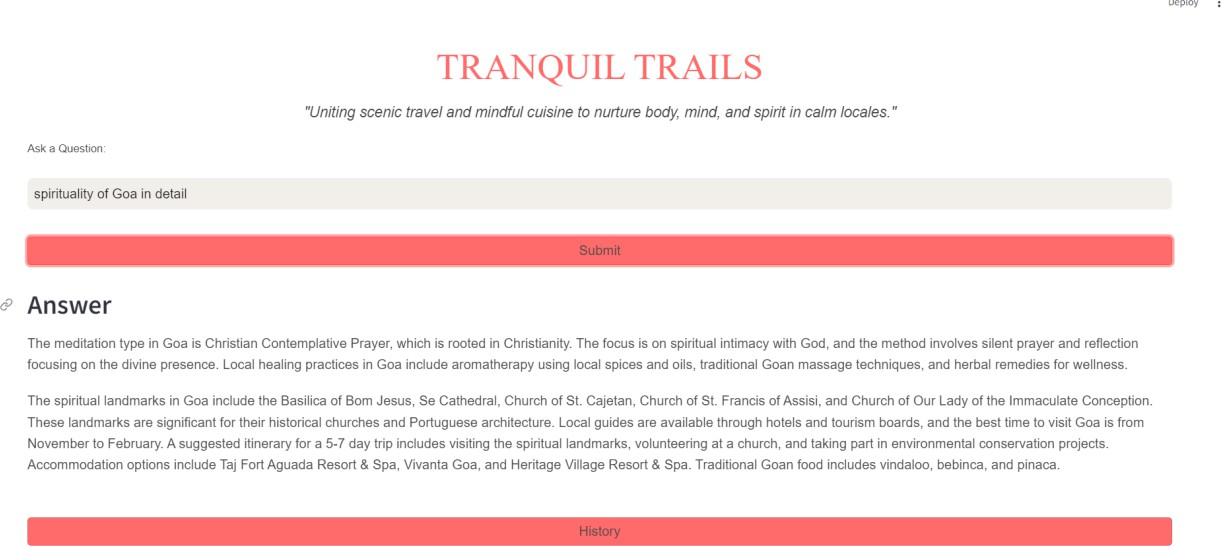 Deploy
TRANQUIL TRAILS
"Uniting scenic travel and mindful cuisine to nurture body, mind, and spirit in calm locales."
Ask a Question:
spirituality of Goa in detail
Submit
Answer
The meditation type in Goa is Christian Contemplative Prayer, which is rooted in Christianity. The focus is on spiritual intimacy with God, and the method involves silent prayer and reflection
focusing on the divine presence. Local healing practices in Goa include aromatherapy using local spices and oils, traditional Goan massage techniques, and herbal remedies for wellness.
The spiritual landmarks in Goa include the Basilica of Bom Jesus, Se Cathedral, Church of St. Cajetan, Church of St. Francis of Assisi, and Church of Our Lady of the Immaculate Conception.
These landmarks are significant for their historical churches and Portuguese architecture. Local guides are available through hotels and tourism boards, and the best time to visit Goa is from
November to February. A suggested itinerary for a 5-7 day trip includes visiting the spiritual landmarks, volunteering at a church, and taking part in environmental conservation projects.
Accommodation options include Taj Fort Aguada Resort & Spa, Vivanta Goa, and Heritage Village Resort & Spa. Traditional Goan food includes vindaloo, bebinca, and pinaca.
History